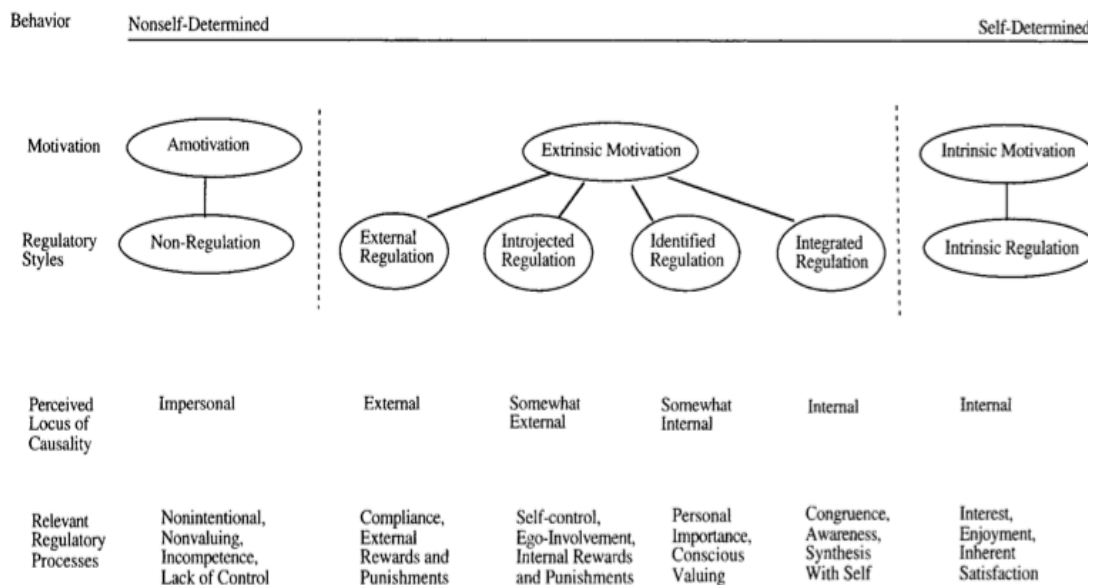 Behavior Nonself-Determined Self-Determined
Motivation Amotivation Extrinsic Motivation Intrinsic Motivation
Regulatory
Styles
Non-Regulation
External
Regulation
Introjected
Regulation
Identified
Regulation
Integrated
Regulation
Intrinsic Regulation
Perceived
Locus of
Causality
Impersonal
External
Somewhat
External
Somewhat
Internal
Internal
Internal
Relevant
Regulatory
Processes
Nonintentional,
Nonvaluing,
Incompetence,
Lack of Control
Compliance,
External
Rewards and
Punishments
Self-control,
Ego-Involvement,
Internal Rewards
and Punishments
Personal
Importance,
Conscious
Valuing
Congruence,
Awareness,
Synthesis
With Self
Interest,
Enjoyment,
Inherent
Satisfaction